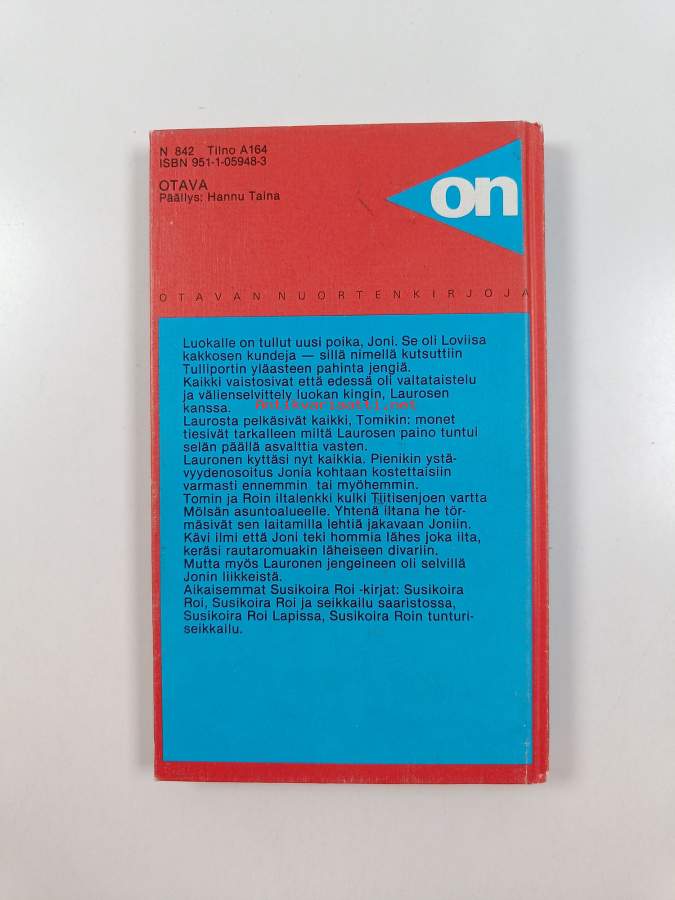 N 842 Tilno A164
ISBN 951-1-05948-3
OTAVA
Päällys: Hannu Taina
on
OTAVAN NUORTENKIRJOJA
Luokalle on tullut uusi poika, Joni. Se oli Loviisa
kakkosen kundeja — sillä nimellä kutsuttiin
Tulliportin yläasteen pahinta jengiä.
Kaikki vaistosivat että edessä oli valtataistelu
ja välienselvittely luokan kingin, Laurosen
kanssa.
Antikvariaatti.net
Laurosta pelkäsivät kaikki, Tomikin: monet
tiesivät tarkalleen miltä Laurosen paino tuntui
selän päällä asvalttia vasten.
Lauronen kyttäsi nyt kaikkia. Pienikin ystä-
vyydenosoitus Jonia kohtaan kostettaisiin
varmasti ennemmin tai myöhemmin.
Tomin ja Roin iltalenkki kulki Tiitisenjoen vartta
Mölsän asuntoalueelle. Yhtenä iltana he tör-
mäsivät sen laitamilla lehtiä jakavaan Joniin.
Kävi ilmi että Joni teki hommia lähes joka ilta,
keräsi rautaromuakin läheiseen divariin.
Mutta myös Lauronen jengeineen oli selvillä
Jonin liikkeistä.
Aikaisemmat Susikoira Roi -kirjat: Susikoira
Roi, Susikoira Roi ja seikkailu saaristossa,
Susikoira Roi Lapissa, Susikoira Roin tunturi-
seikkailu.